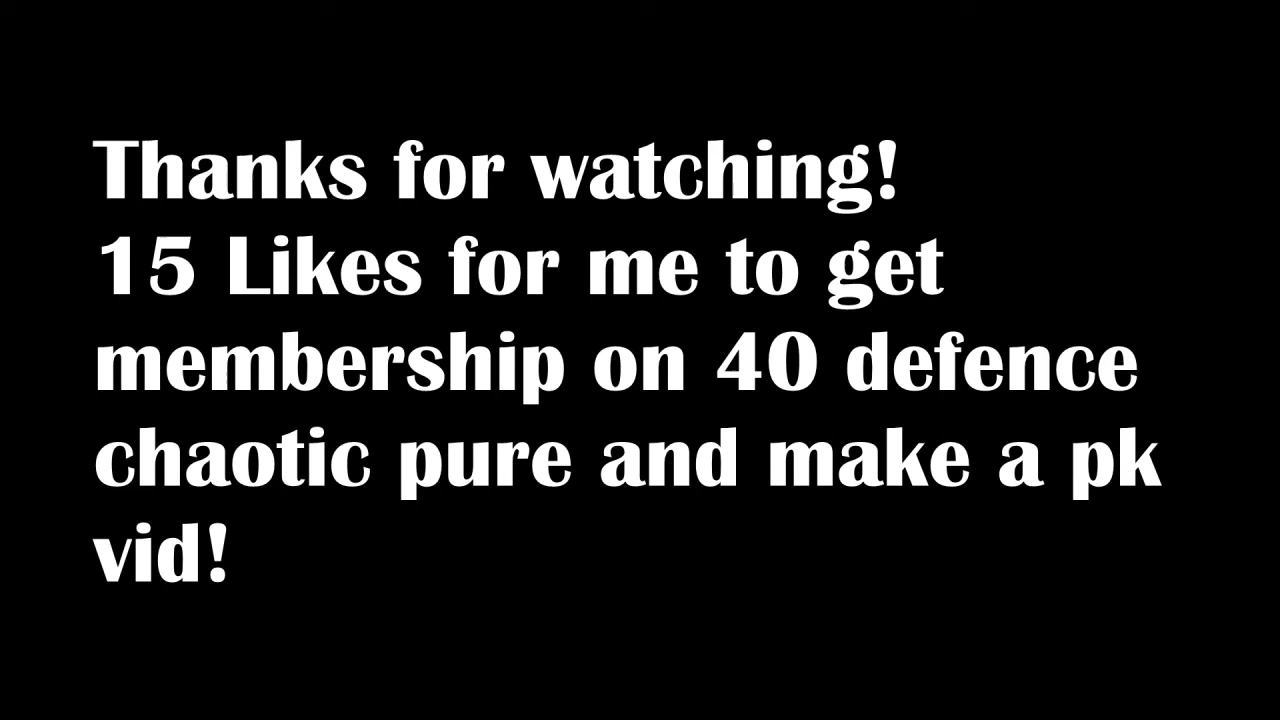 Thanks for watching!
15 Likes for me to get
membership on 40 defence
chaotic pure and make a pk
vid!